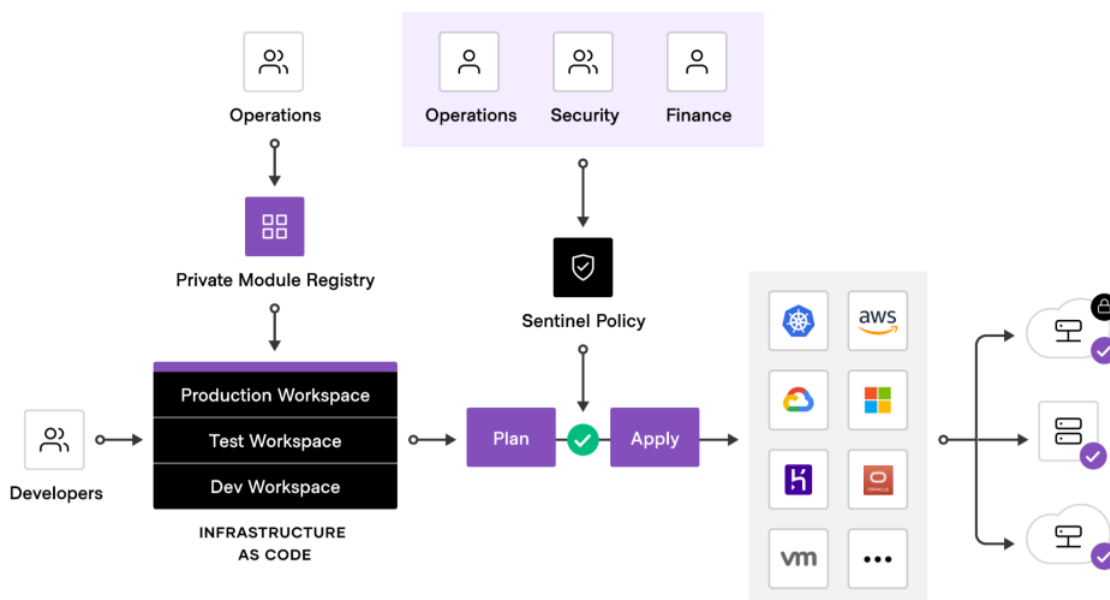 Operations
Operations
Security
Finance
Private Module Registry
Sentinel Policy
Production Workspace
Test Workspace
Dev Workspace
Developers
INFRASTRUCTURE
AS CODE
Plan
Apply
aws
ORACLE
vm